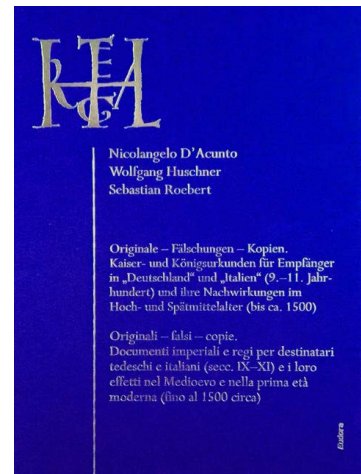 Nicolangelo D'Acunto
Wolfgang Huschner
Sebastian Roebert
Originale – Fälschungen – Kopien.
Kaiser- und Königsurkunden für Empfänger
in „Deutschland" und „Italien" (9.–11. Jahr-
hundert) und ihre Nachwirkungen im
Hoch- und Spätmittelalter (bis ca. 1500)
Originali – falsi – copie.
Documenti imperiali e regi per destinatari
tedeschi e italiani (secc. IX–XI) e i loro
effetti nel Medioevo e nella prima età
moderna (fino al 1500 circa)
Eudora